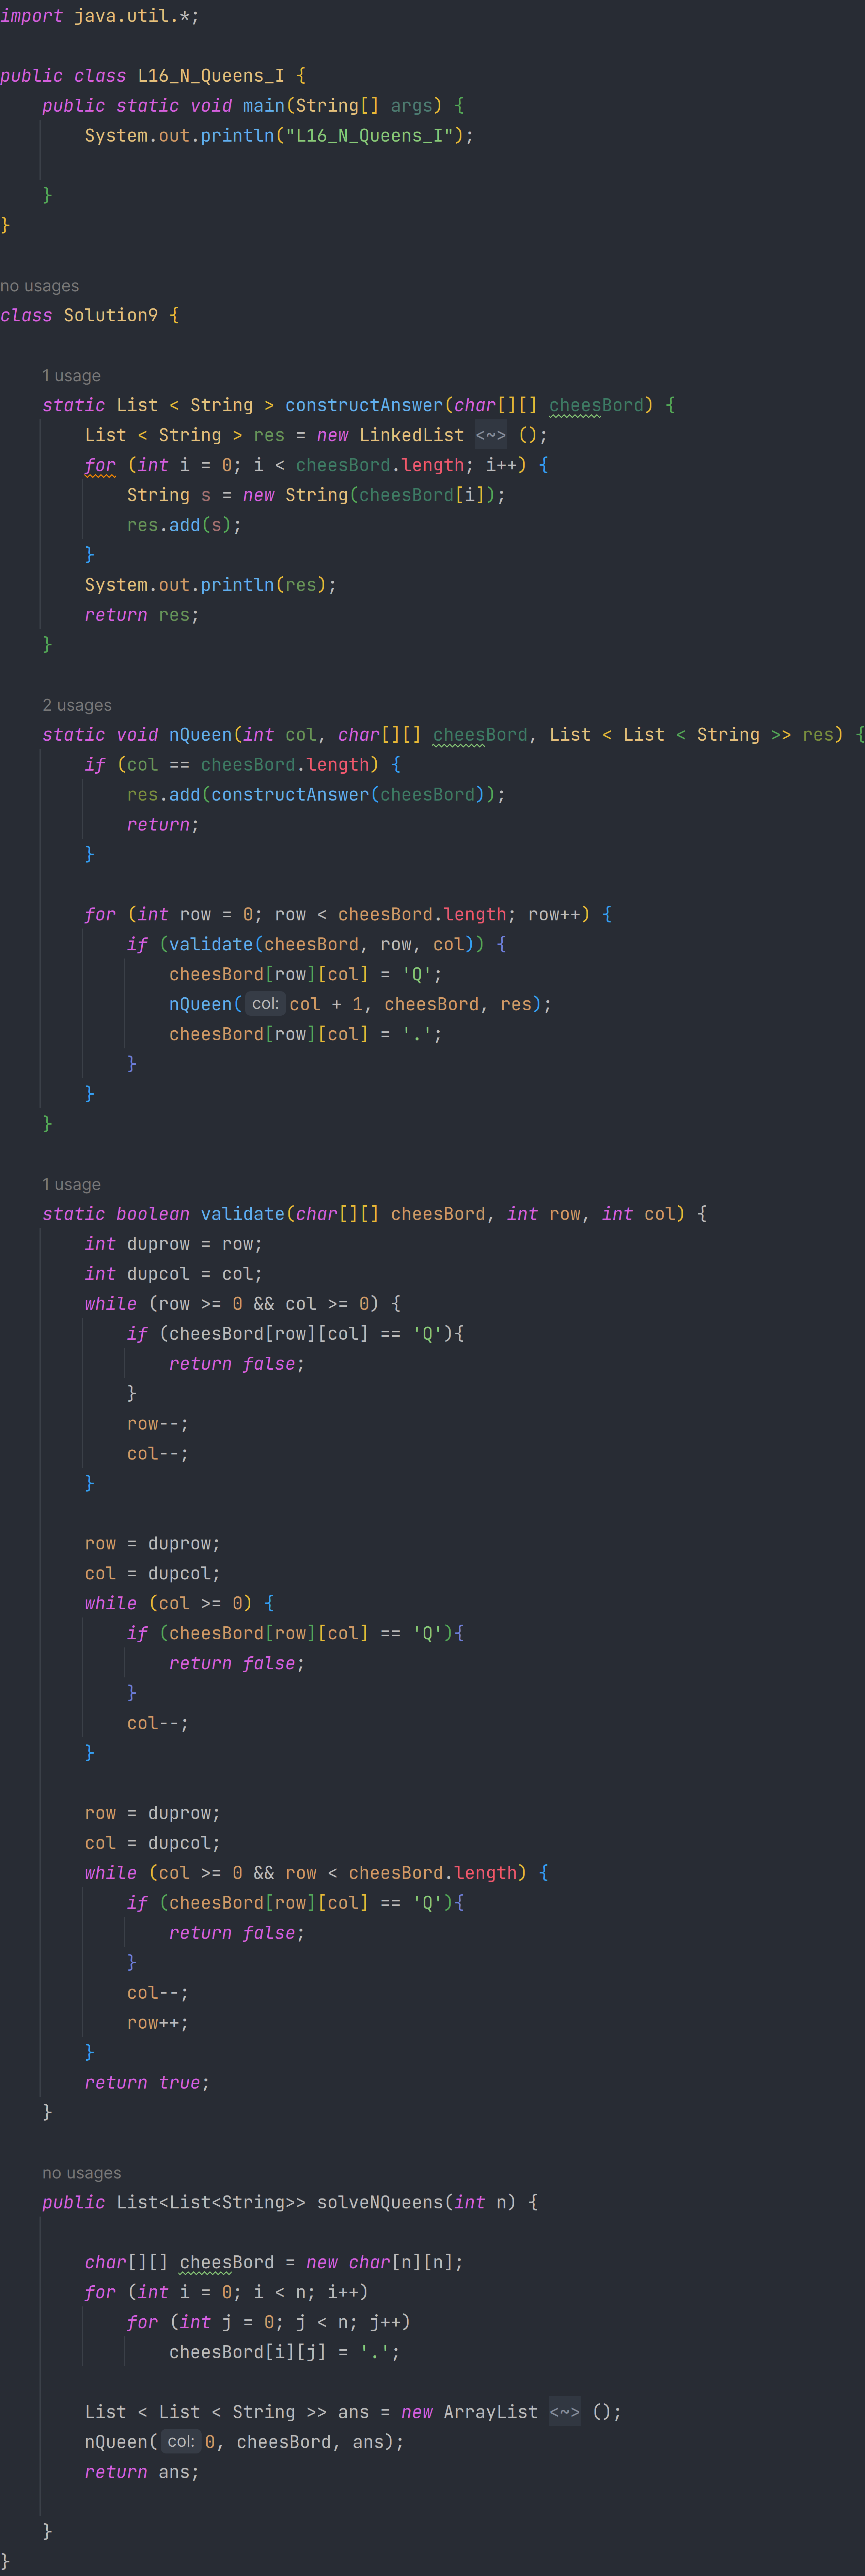 import java.util.*;
public class L16_N_Queens_I {
public static void main(String[] args) {
System.out.println("L16_N_Queens_I");
}
}
no usages
class Solution9 {
1 usage
static List < String > constructAnswer(char[][] cheesBord) {
List < String > res = new LinkedList <~> ();
for (int i = 0; i < cheesBord.length; i++) {
String s = new String(cheesBord[i]);
res.add(s);
}
System.out.println(res);
return res;
}
2 usages
static void nQueen(int col, char[][] cheesBord, List < List < String >> res) {
if (col == cheesBord.length) {
res.add(constructAnswer(cheesBord));
return;
}
for (int row = 0; row < cheesBord.length; row++) {
if (validate(cheesBord, row, col)) {
cheesBord[row][col] = 'Q';
nQueen( col: col + 1, cheesBord, res);
cheesBord[row][col] = '.';
}
}
}
1 usage
static boolean validate(char[][] cheesBord, int row, int col) {
int duprow = row;
int dupcol = col;
while (row >= 0 && col >= 0) {
if (cheesBord[row][col] == 'Q'){
return false;
}
row--;
col--;
}
row = duprow;
col = dupcol;
while (col >= 0) {
if (cheesBord[row][col] == 'Q'){
return false;
}
col--;
}
row = duprow;
col = dupcol;
while (col >= 0 && row < cheesBord.length) {
if (cheesBord[row][col] == 'Q'){
return false;
}
col--;
row++;
}
return true;
}
no usages
public List<List<String>> solveNQueens(int n) {
char[][] cheesBord = new char[n][n];
for (int i = 0; i < n; i++)
for (int j = 0; j < n; j++)
cheesBord[i][j] = '.';
List < List < String >> ans = new ArrayList <~> ();
nQueen( col: 0, cheesBord, ans);
return ans;
}
}